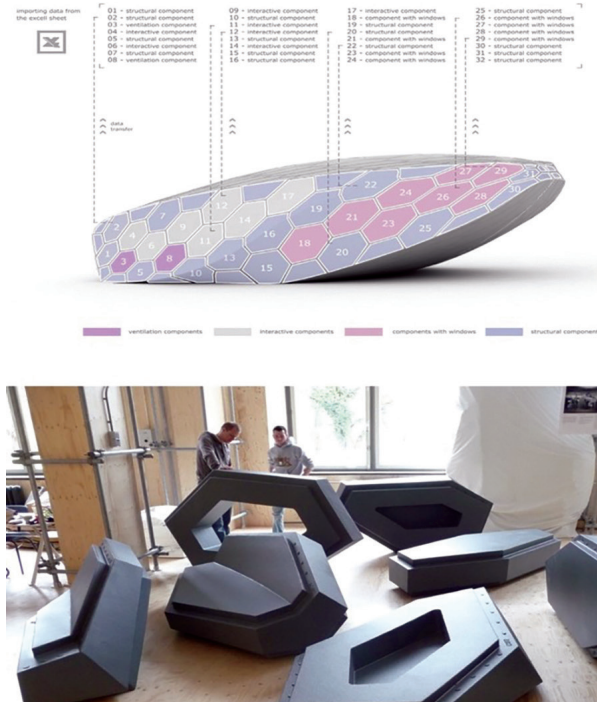 importing data from
the excell sheet
01 - structural component
02 - structural component
03 - ventilation component
04 - interactive component
05 - structural component
06 - interactive component
07 - structural component
08 - ventilation component
09 - interactive component
10 - structural component
11 - interactive component
12 - interactive component
13 - structural component
14 - interactive component
15 - structural component
16 - structural component
17 - interactive component
18 - component with windows
19 - structural component
20 - structural component
21 - component with windows
22 - structural component
23 - component with windows
24 - component with windows
25 - structural component
26 - component with windows
27 - component with windows
28 - component with windows
29 - component with windows
30 - structural component
31 - structural component
32 - structural component
data
transfer
1
2
3
4
5
6
7
8
9
10
11
12
13
14
15
16
17
18
19
20
21
22
23
24
25
26
27
28
29
30
31
ventilation components
interactive components
components with windows
structural component